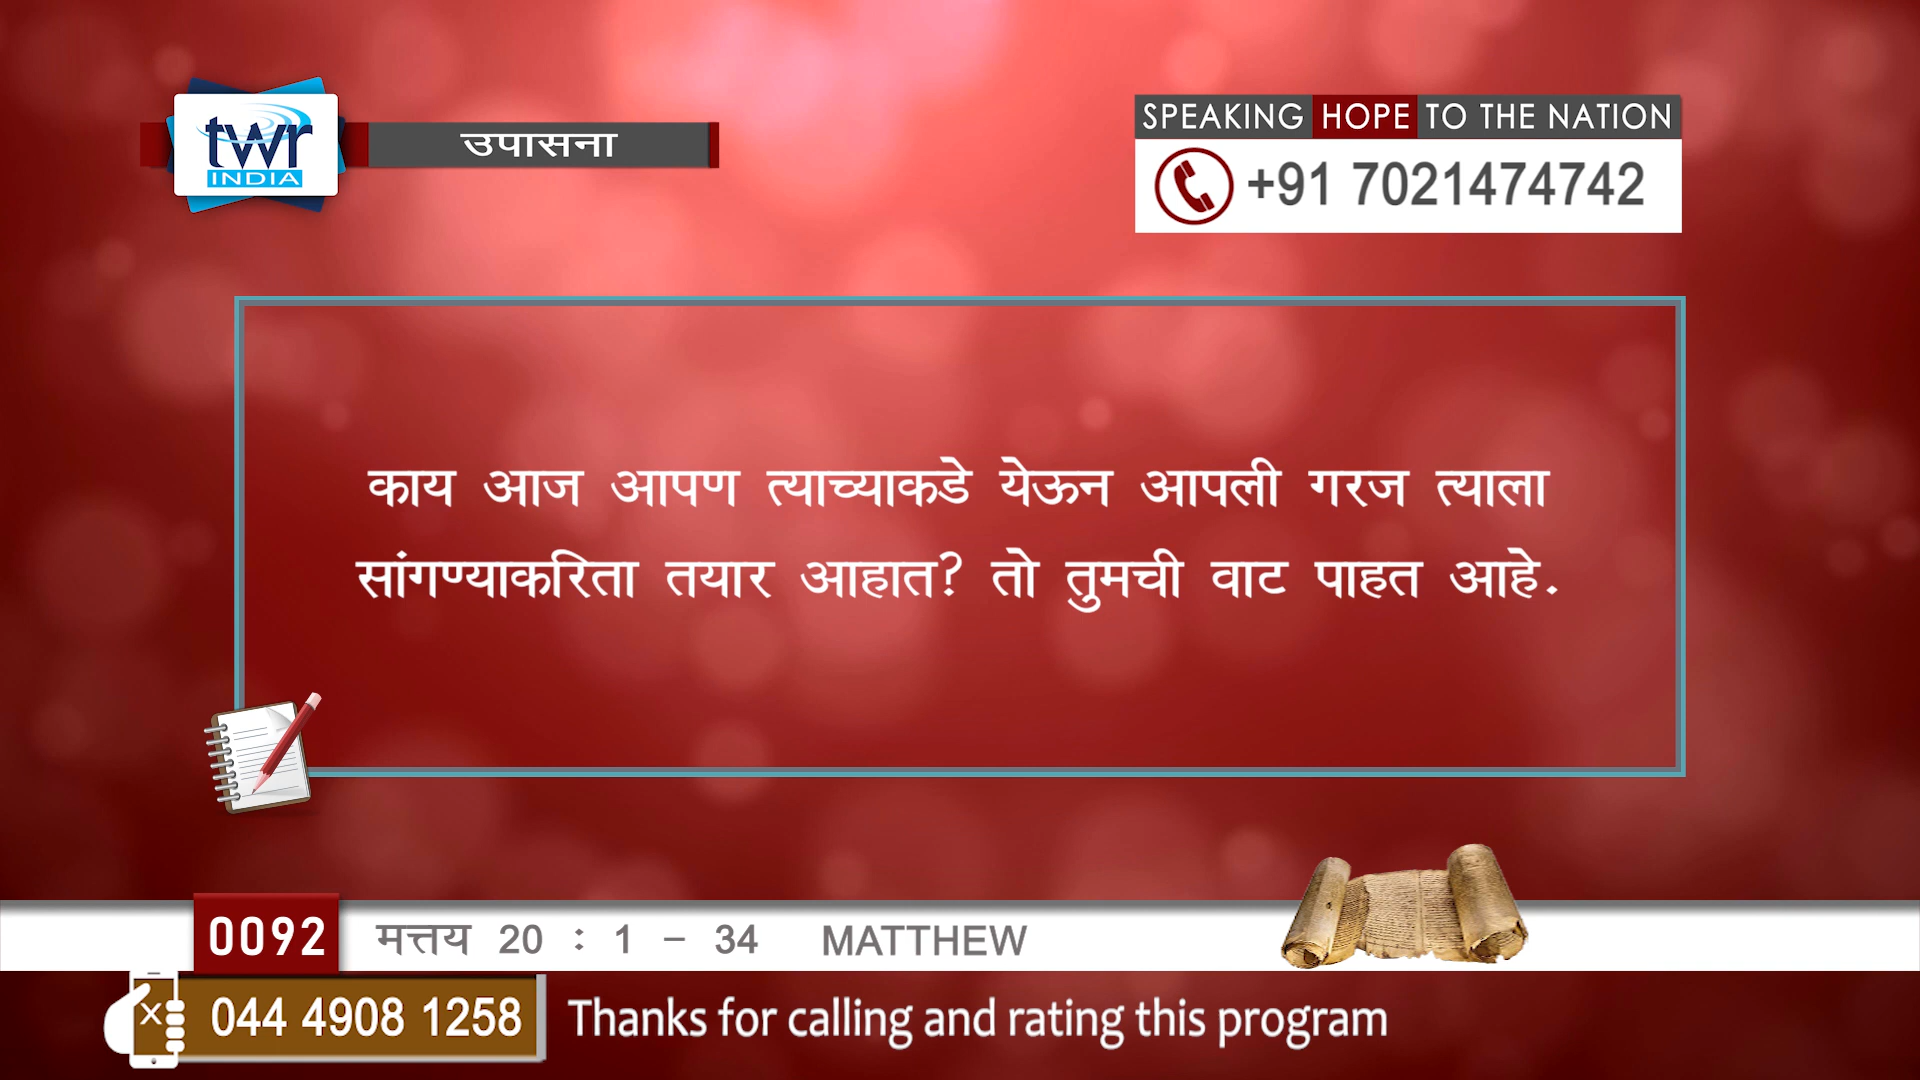 twr
INDIA
उपासना
SPEAKING HOPE TO THE NATION
+91 7021474742
काय आज आपण त्याच्याकडे येऊन आपली गरज त्याला
सांगण्याकरिता तयार आहात? तो तुमची वाट पाहत आहे.
0092 मत्तय 20 : 1 - 34 MATTHEW
044 4908 1258 Thanks for calling and rating this program